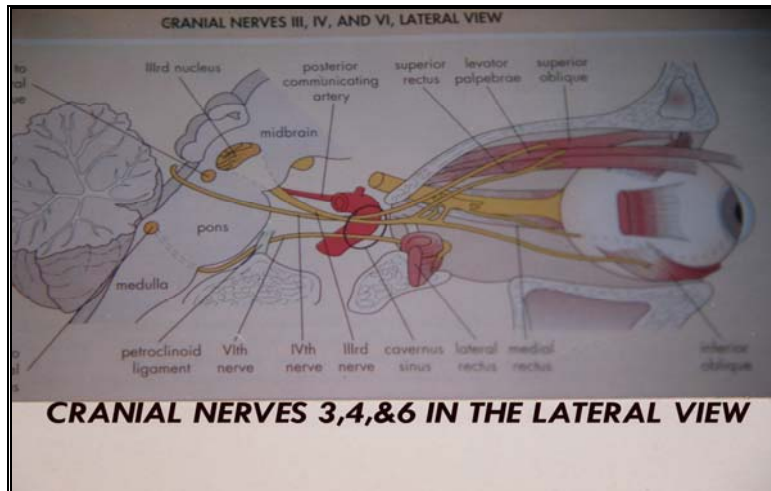 CRANIAL NERVES III, IV, AND VI, LATERAL VIEW
to
IIIrd nucleus
posterior
communicating
artery
superior
rectus
levator
palpebrae
superior
oblique
midbrain
pons
medulla
petroclinoid
ligament
VIth
nerve
IVth
nerve
IIIrd
nerve
cavernus
sinus
lateral
rectus
medial
rectus
inferior
oblique
CRANIAL NERVES 3,4,&6 IN THE LATERAL VIEW